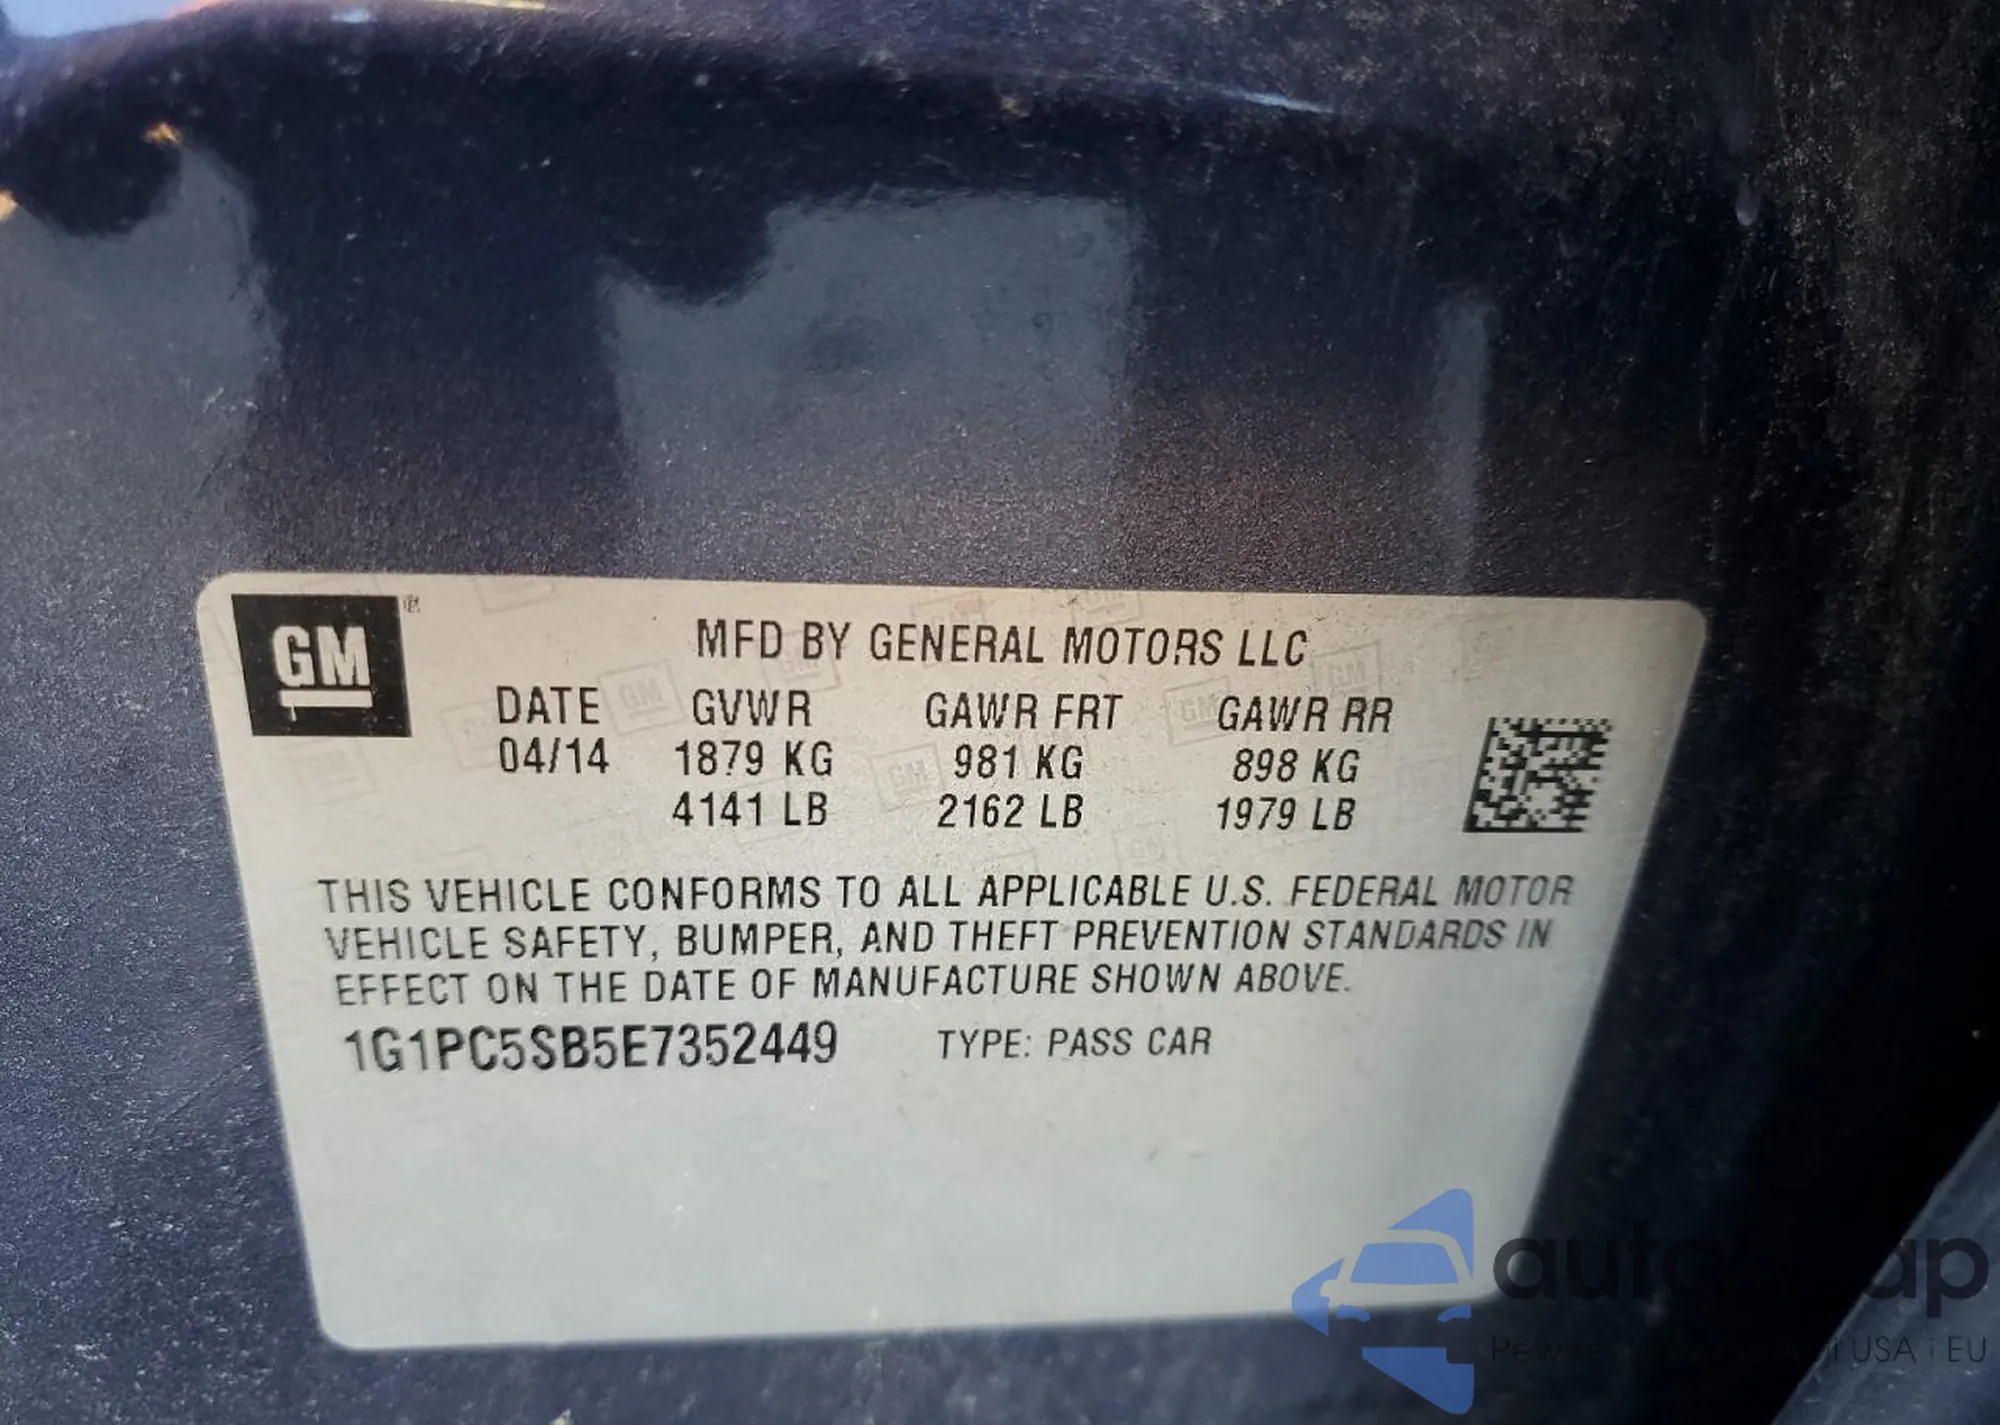 GM
MFD BY GENERAL MOTORS LLC
DATE GVWR GAWR FRT GAWR RR
04/14 1879 KG 981 KG 898 KG
4141 LB 2162 LB 1979 LB
THIS VEHICLE CONFORMS TO ALL APPLICABLE U.S. FEDERAL MOTOR
VEHICLE SAFETY, BUMPER, AND THEFT PREVENTION STANDARDS IN
EFFECT ON THE DATE OF MANUFACTURE SHOWN ABOVE.
1G1PC5SB5E7352449 TYPE: PASS CAR
USA i EU